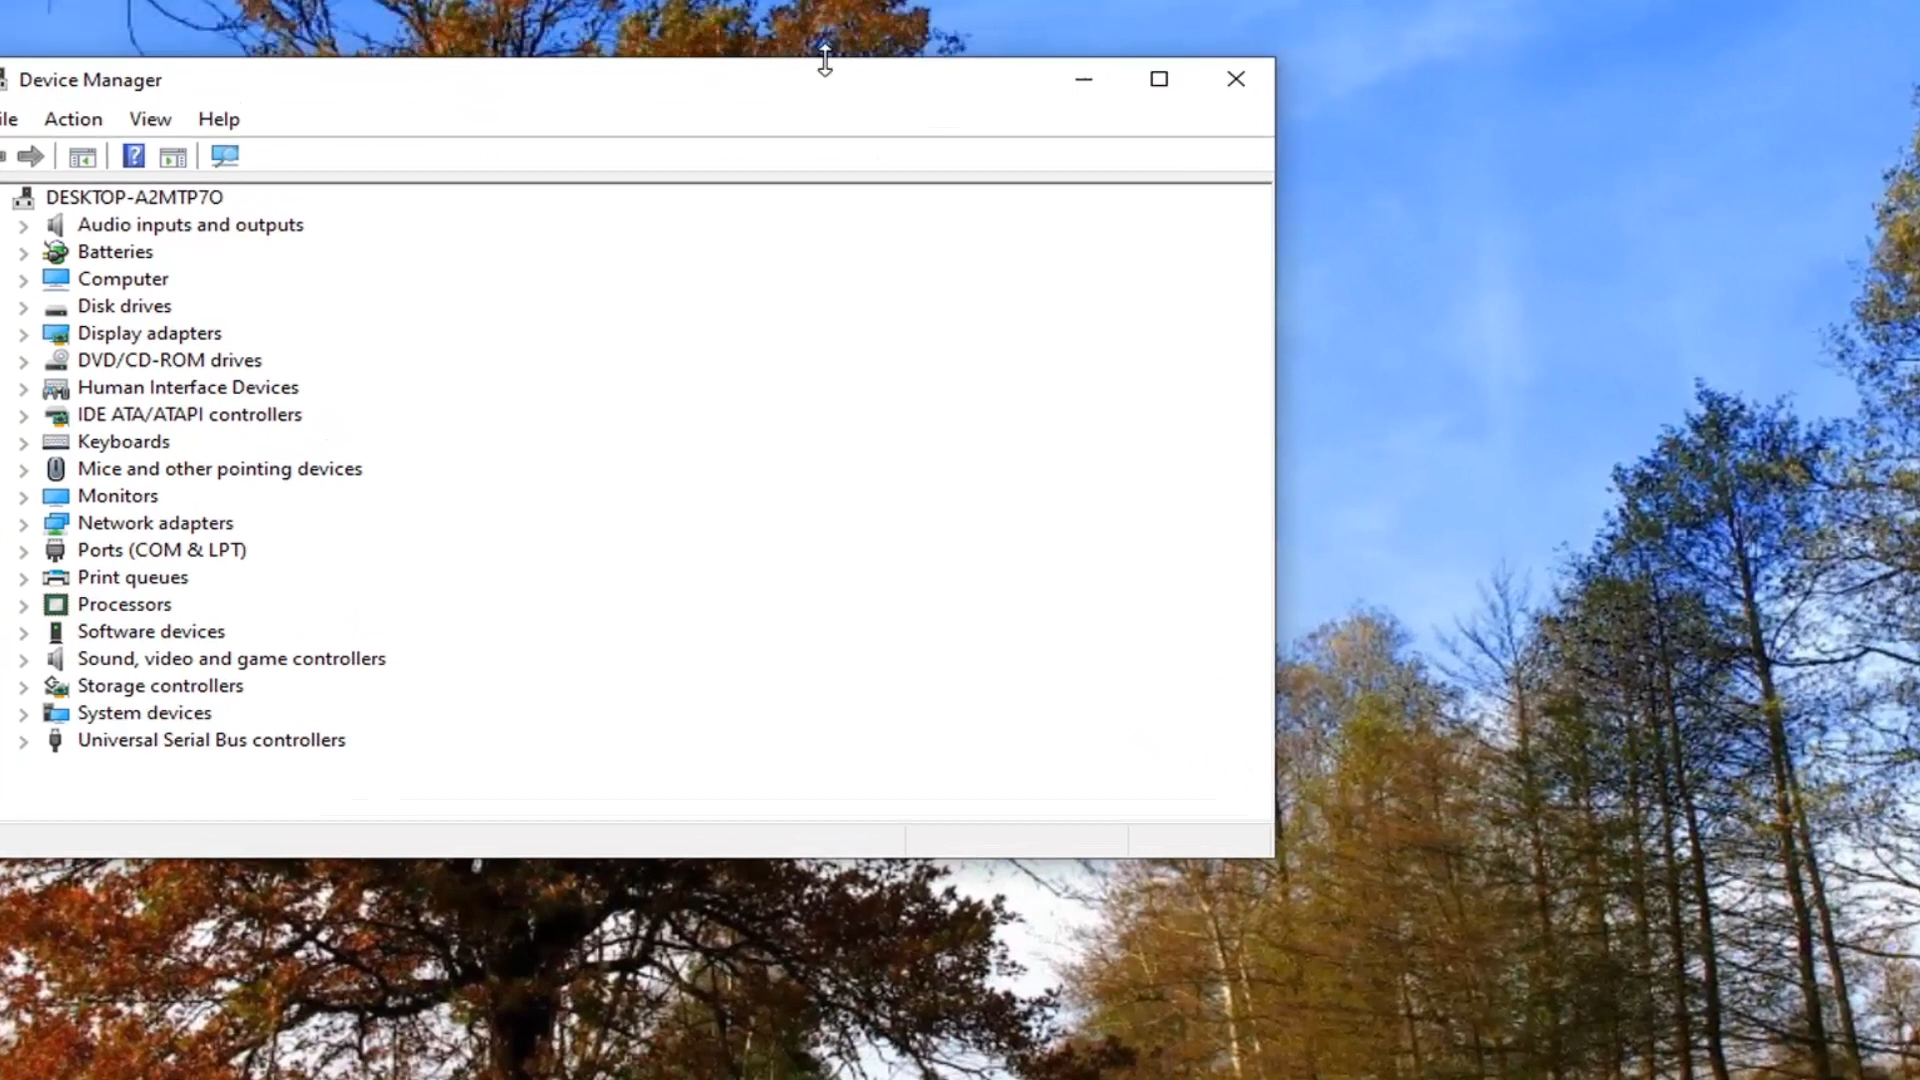 Device Manager
ile Action View Help
?
DESKTOP-A2MTP7O
Audio inputs and outputs
Batteries
Computer
Disk drives
Display adapters
DVD/CD-ROM drives
Human Interface Devices
IDE ATA/ATAPI controllers
Keyboards
Mice and other pointing devices
Monitors
Network adapters
Ports (COM & LPT)
Print queues
Processors
Software devices
Sound, video and game controllers
Storage controllers
System devices
Universal Serial Bus controllers